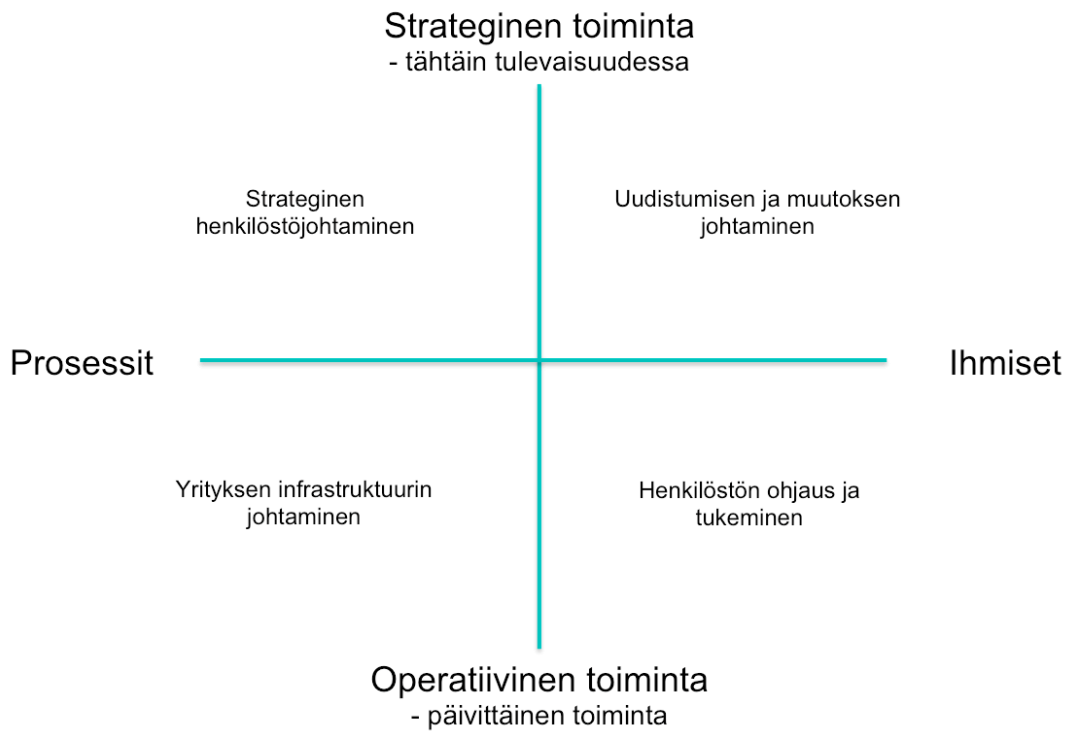 Strateginen toiminta
- tähtäin tulevaisuudessa
Strateginen
henkilöstöjohtaminen
Uudistumisen ja muutoksen
johtaminen
Prosessit
Ihmiset
Yrityksen infrastruktuurin
johtaminen
Henkilöstön ohjaus ja
tukeminen
Operatiivinen toiminta
- päivittäinen toiminta